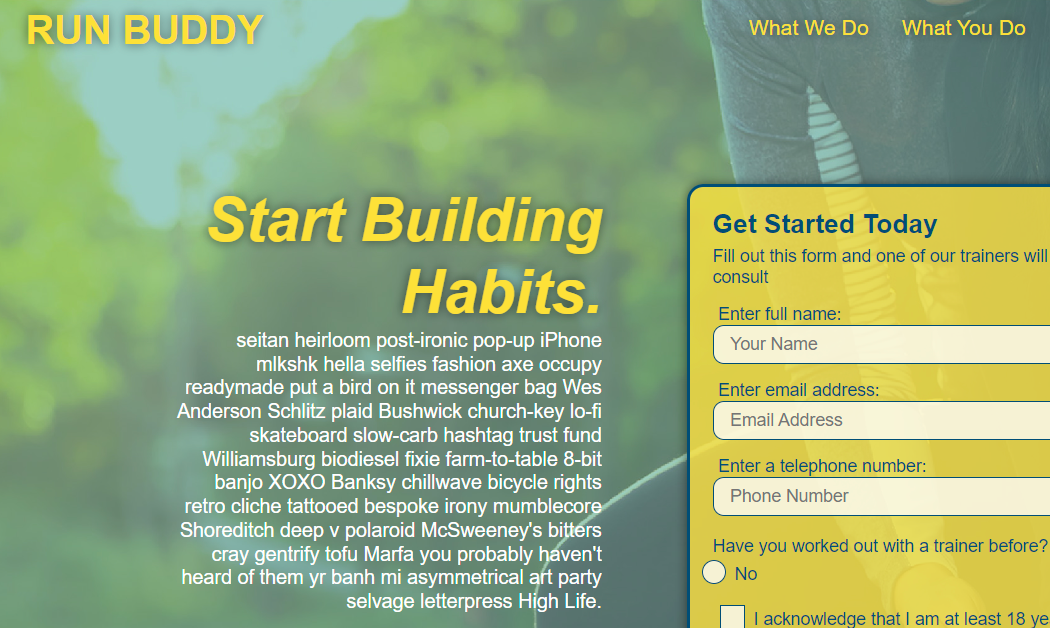 RUN BUDDY
What We Do
What You Do
Start Building
Habits.
seitan heirloom post-ironic pop-up iPhone
mlkshk hella selfies fashion axe occupy
readymade put a bird on it messenger bag Wes
Anderson Schlitz plaid Bushwick church-key lo-fi
skateboard slow-carb hashtag trust fund
Williamsburg biodiesel fixie farm-to-table 8-bit
banjo XOXO Banksy chillwave bicycle rights
retro cliche tattooed bespoke irony mumblecore
Shoreditch deep v polaroid McSweeney's bitters
cray gentrify tofu Marfa you probably haven't
heard of them yr banh mi asymmetrical art party
selvage letterpress High Life.
Get Started Today
Fill out this form and one of our trainers will
consult
Enter full name:
Your Name
Enter email address:
Email Address
Enter a telephone number:
Phone Number
Have you worked out with a trainer before?
No
I acknowledge that I am at least 18 ye